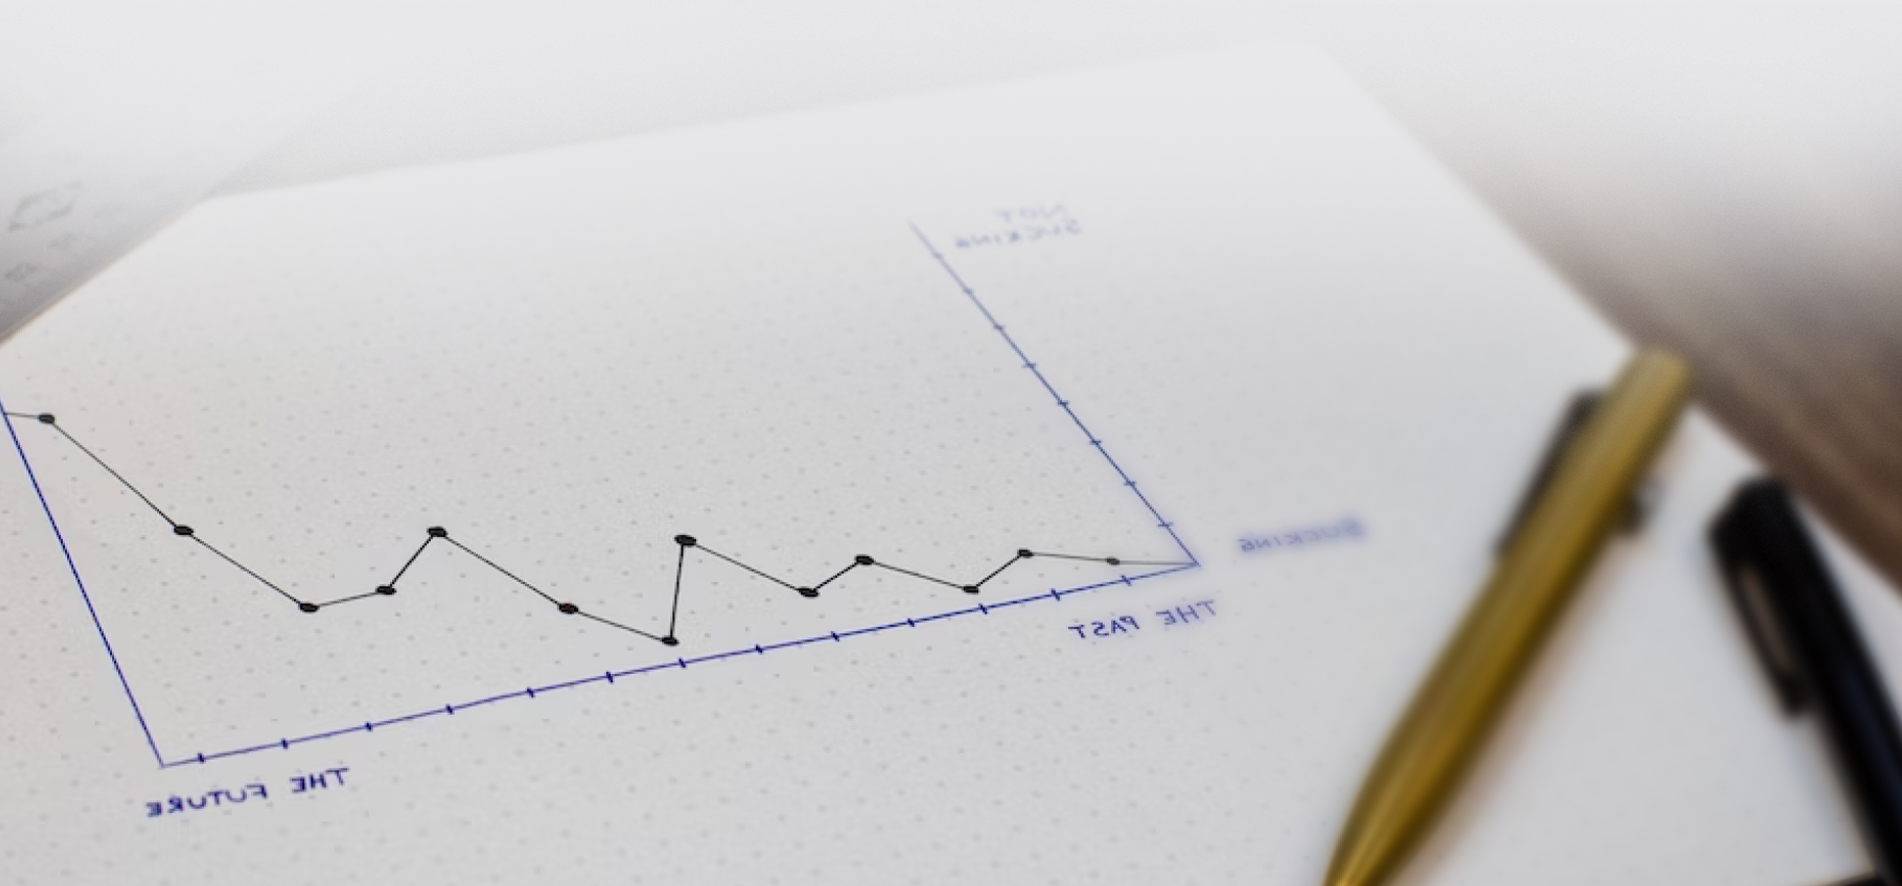 NOT
SUCKING
SUCKING
THE PAST
THE FUTURE